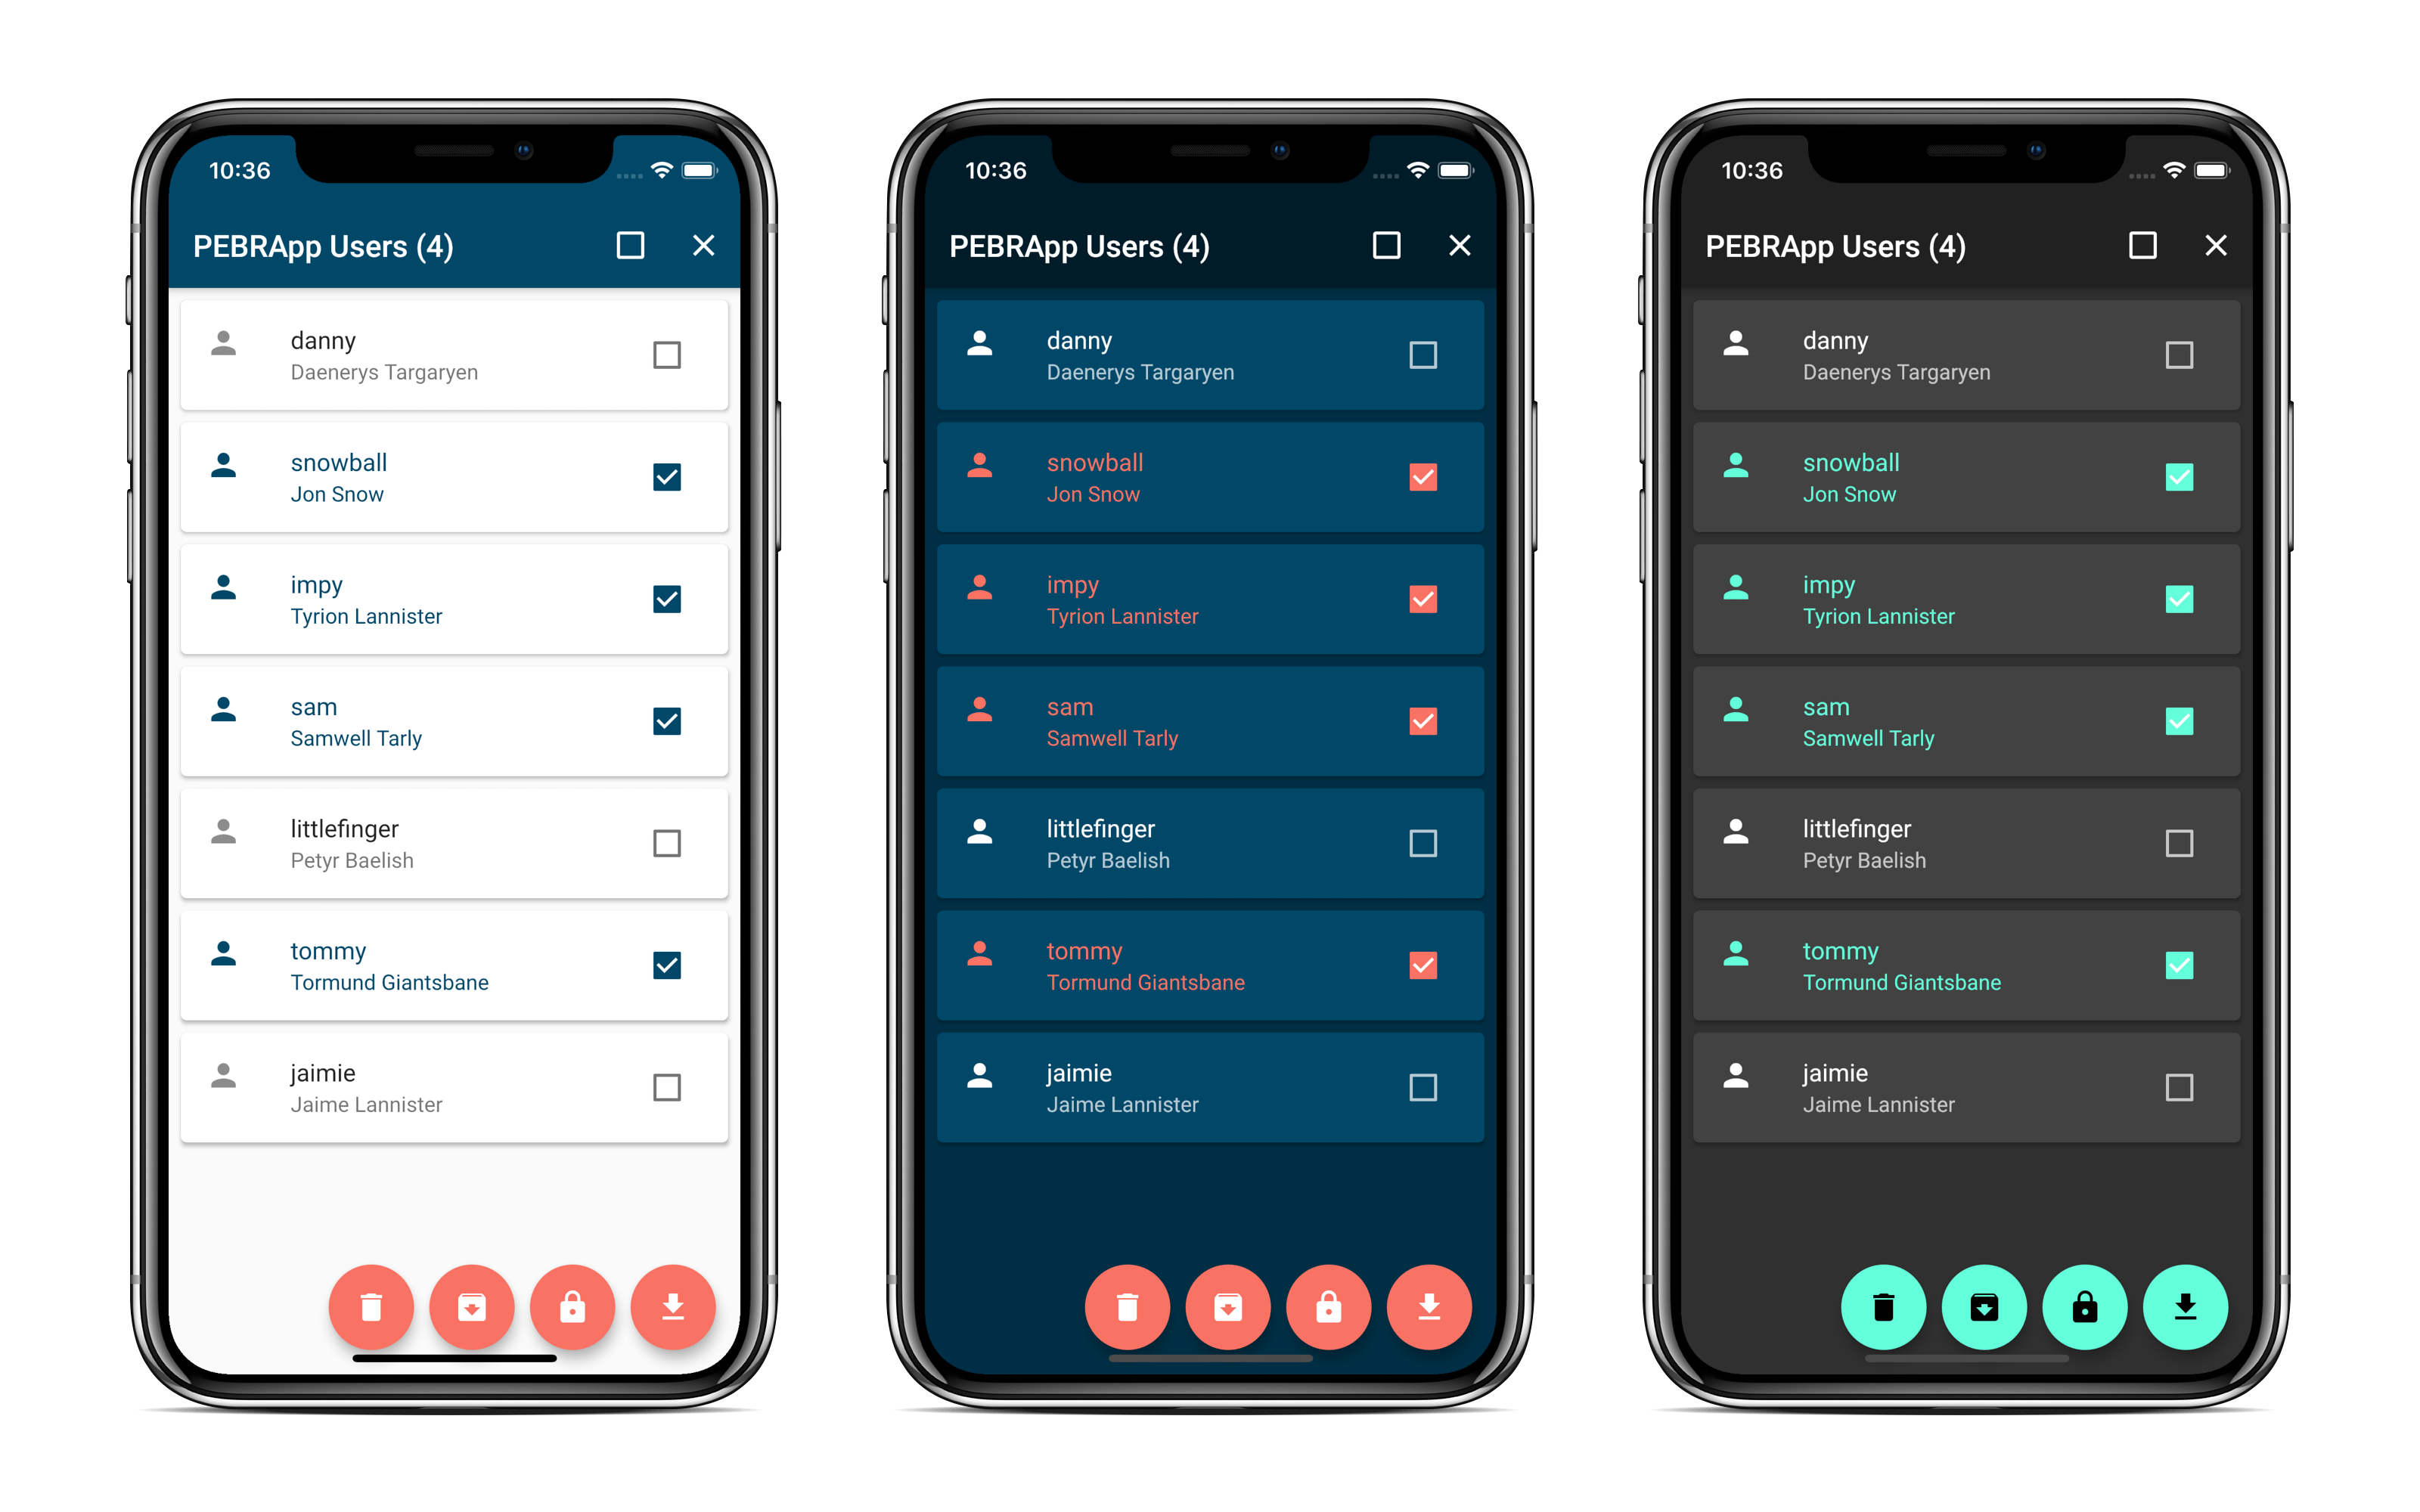 10:36
PEBRApp Users (4)
danny
Daenerys Targaryen
snowball
Jon Snow
impy
Tyrion Lannister
sam
Samwell Tarly
littlefinger
Petyr Baelish
tommy
Tormund Giantsbane
jaimie
Jaime Lannister
10:36
PEBRApp Users (4)
danny
Daenerys Targaryen
snowball
Jon Snow
impy
Tyrion Lannister
sam
Samwell Tarly
littlefinger
Petyr Baelish
tommy
Tormund Giantsbane
jaimie
Jaime Lannister
10:36
PEBRApp Users (4)
danny
Daenerys Targaryen
snowball
Jon Snow
impy
Tyrion Lannister
sam
Samwell Tarly
littlefinger
Petyr Baelish
tommy
Tormund Giantsbane
jaimie
Jaime Lannister